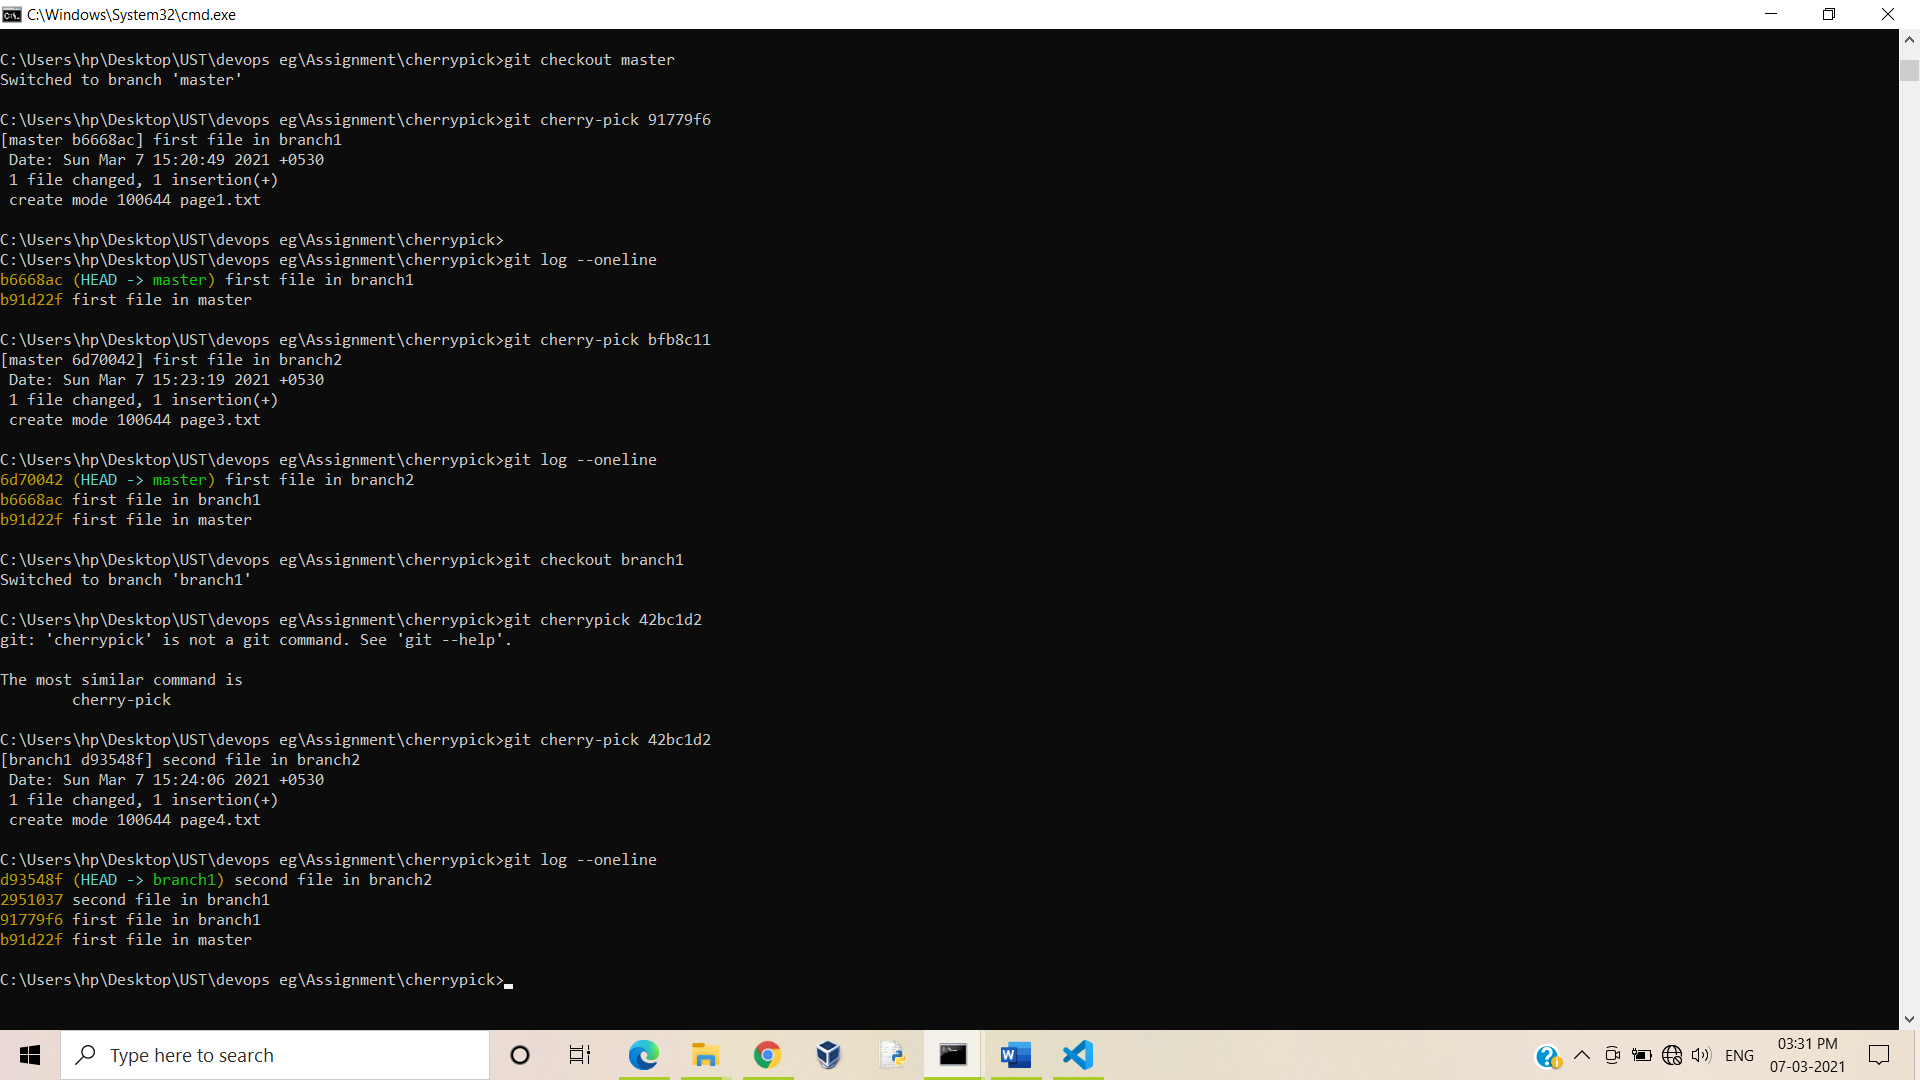 C:\Windows\System32\cmd.exe
C:\Users\hp\Desktop\UST\devops eg\Assignment\cherrypick>git checkout master
Switched to branch 'master'
C:\Users\hp\Desktop\UST\devops eg\Assignment\cherrypick>git cherry-pick 91779f6
[master b6668ac] first file in branch1
 Date: Sun Mar 7 15:20:49 2021 +0530
 1 file changed, 1 insertion(+)
 create mode 100644 page1.txt
C:\Users\hp\Desktop\UST\devops eg\Assignment\cherrypick>
C:\Users\hp\Desktop\UST\devops eg\Assignment\cherrypick>git log --oneline
b6668ac (HEAD -> master) first file in branch1
b91d22f first file in master
C:\Users\hp\Desktop\UST\devops eg\Assignment\cherrypick>git cherry-pick bfb8c11
[master 6d70042] first file in branch2
 Date: Sun Mar 7 15:23:19 2021 +0530
 1 file changed, 1 insertion(+)
 create mode 100644 page3.txt
C:\Users\hp\Desktop\UST\devops eg\Assignment\cherrypick>git log --oneline
6d70042 (HEAD -> master) first file in branch2
b6668ac first file in branch1
b91d22f first file in master
C:\Users\hp\Desktop\UST\devops eg\Assignment\cherrypick>git checkout branch1
Switched to branch 'branch1'
C:\Users\hp\Desktop\UST\devops eg\Assignment\cherrypick>git cherrypick 42bc1d2
git: 'cherrypick' is not a git command. See 'git --help'.
The most similar command is
        cherry-pick
C:\Users\hp\Desktop\UST\devops eg\Assignment\cherrypick>git cherry-pick 42bc1d2
[branch1 d93548f] second file in branch2
 Date: Sun Mar 7 15:24:06 2021 +0530
 1 file changed, 1 insertion(+)
 create mode 100644 page4.txt
C:\Users\hp\Desktop\UST\devops eg\Assignment\cherrypick>git log --oneline
d93548f (HEAD -> branch1) second file in branch2
2951037 second file in branch1
91779f6 first file in branch1
b91d22f first file in master
C:\Users\hp\Desktop\UST\devops eg\Assignment\cherrypick>
Type here to search
ENG
03:31 PM
07-03-2021